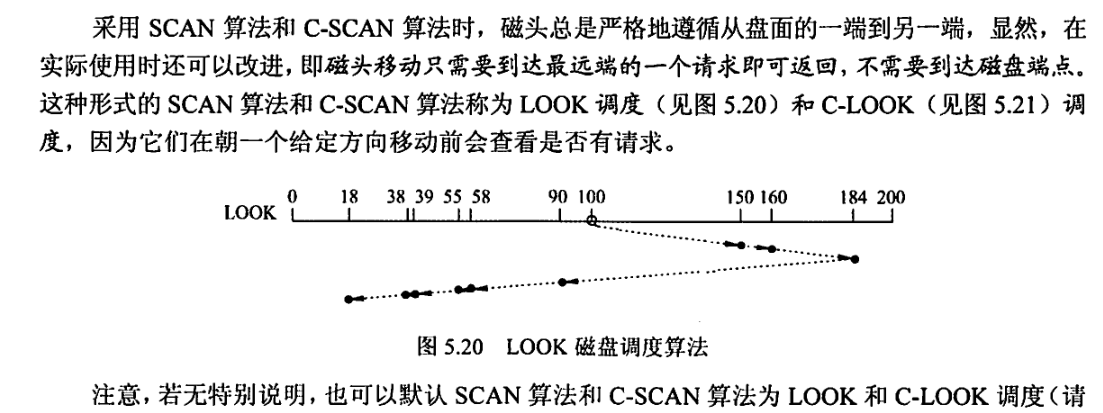 采用 SCAN 算法和 C-SCAN 算法时，磁头总是严格地遵循从盘面的一端到另一端，显然，在
实际使用时还可以改进，即磁头移动只需要到达最远端的一个请求即可返回，不需要到达磁盘端点。
这种形式的 SCAN 算法和 C-SCAN 算法称为 LOOK 调度（见图 5.20）和 C-LOOK（见图 5.21）调
度，因为它们在朝一个给定方向移动前会查看是否有请求。
0 18 38 39 55 58 90 100 150 160 184 200
LOOK
图 5.20 LOOK 磁盘调度算法
注意，若无特别说明，也可以默认 SCAN 算法和 C-SCAN 算法为 LOOK 和 C-LOOK 调度（请